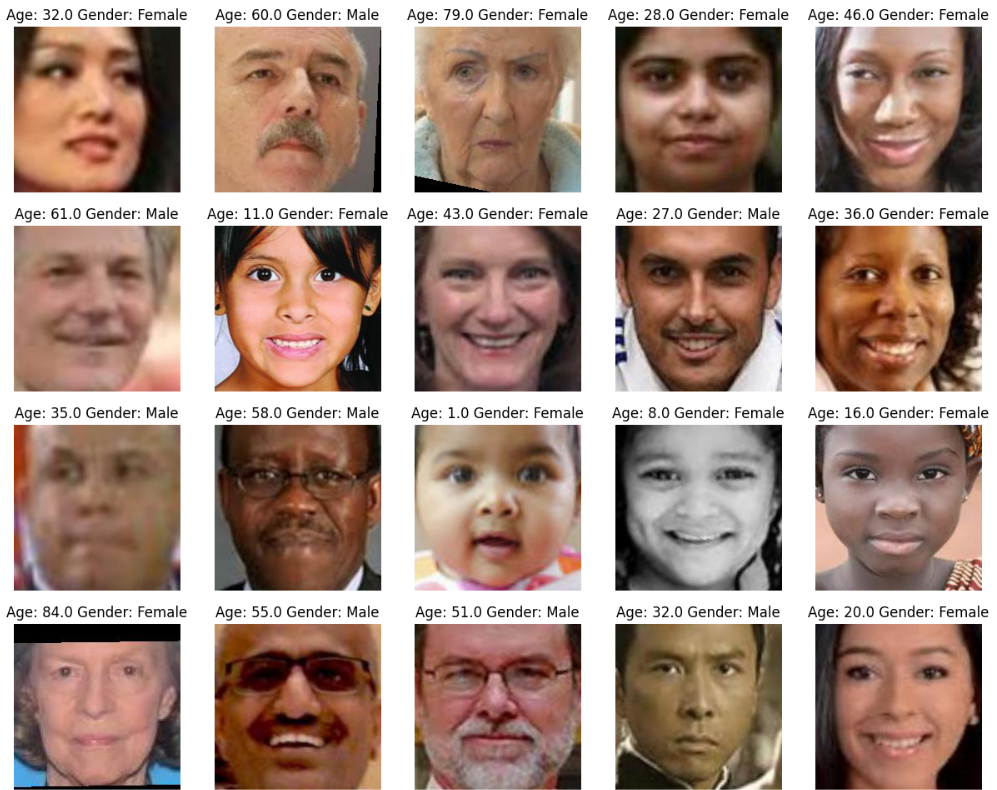 Age: 32.0 Gender: Female
Age: 60.0 Gender: Male
Age: 79.0 Gender: Female
Age: 28.0 Gender: Female
Age: 46.0 Gender: Female
Age: 61.0 Gender: Male
Age: 11.0 Gender: Female
Age: 43.0 Gender: Female
Age: 27.0 Gender: Male
Age: 36.0 Gender: Female
Age: 35.0 Gender: Male
Age: 58.0 Gender: Male
Age: 1.0 Gender: Female
Age: 8.0 Gender: Female
Age: 16.0 Gender: Female
Age: 84.0 Gender: Female
Age: 55.0 Gender: Male
Age: 51.0 Gender: Male
Age: 32.0 Gender: Male
Age: 20.0 Gender: Female